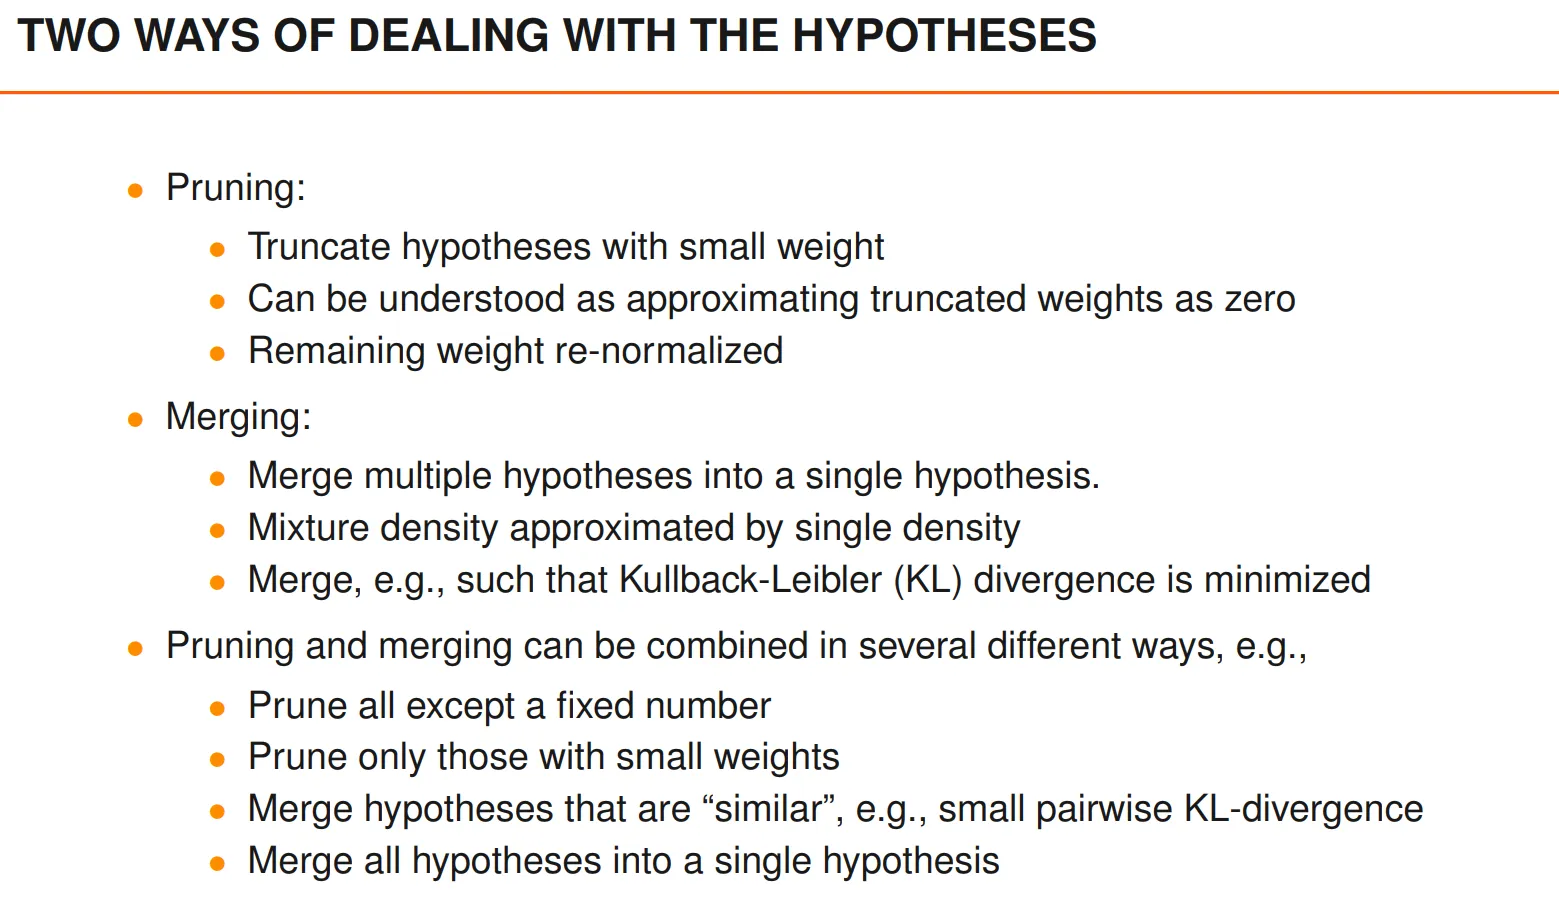 TWO WAYS OF DEALING WITH THE HYPOTHESES
• Pruning:
• Truncate hypotheses with small weight
• Can be understood as approximating truncated weights as zero
• Remaining weight re-normalized
• Merging:
• Merge multiple hypotheses into a single hypothesis.
• Mixture density approximated by single density
• Merge, e.g., such that Kullback-Leibler (KL) divergence is minimized
• Pruning and merging can be combined in several different ways, e.g.,
• Prune all except a fixed number
• Prune only those with small weights
• Merge hypotheses that are “similar”, e.g., small pairwise KL-divergence
• Merge all hypotheses into a single hypothesis